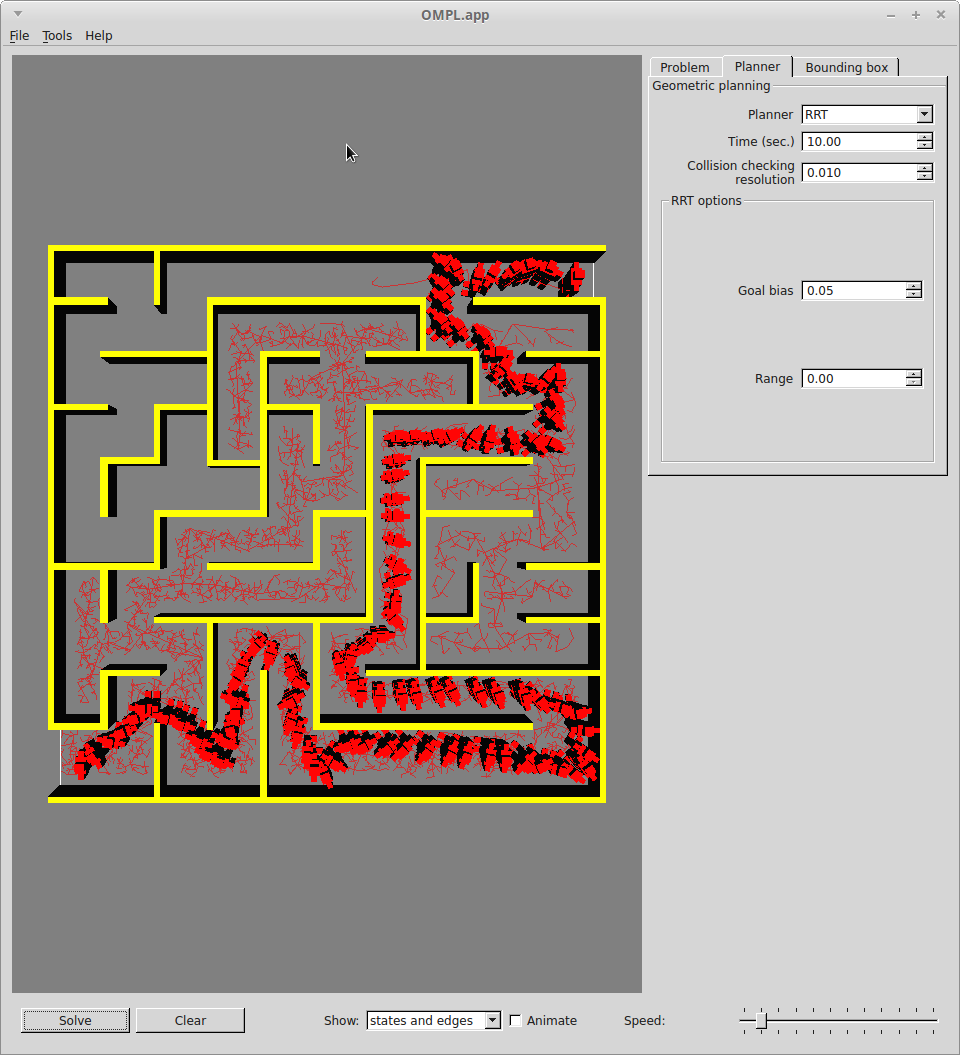 OMPL.app
File Tools Help
Problem Planner Bounding box
Geometric planning
Planner RRT
Time (sec.) 10.00
Collision checking
resolution 0.010
RRT options
Goal bias 0.05
Range 0.00
Solve Clear Show: states and edges Animate Speed: